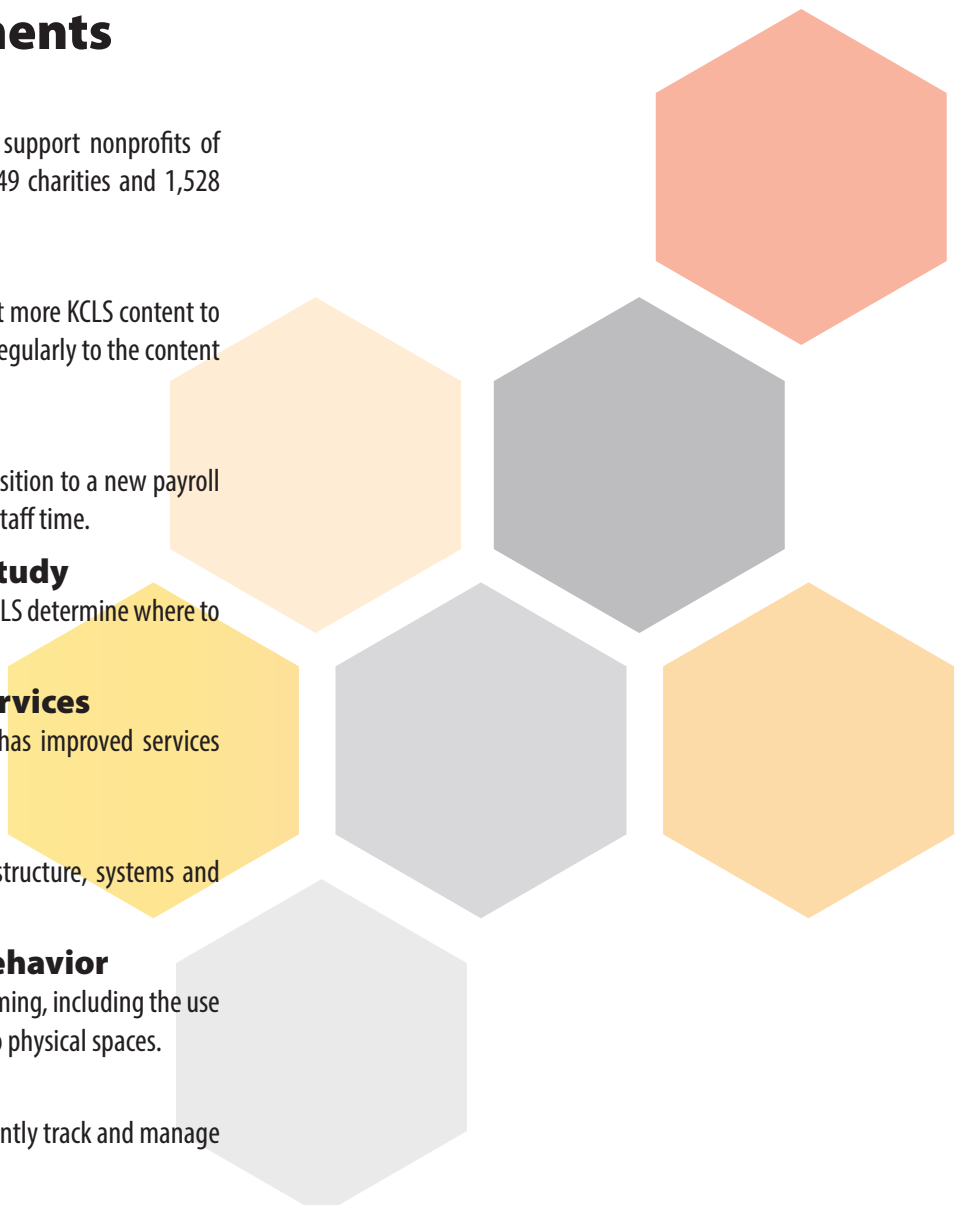 nents
support nonprofits of
49 charities and 1,528
t more KCLS content to
egularly to the content
sition to a new payroll
taff time.
tudy
LS determine where to
rvices
has improved services
structure, systems and
ehavior
ming, including the use
o physical spaces.
ntly track and manage